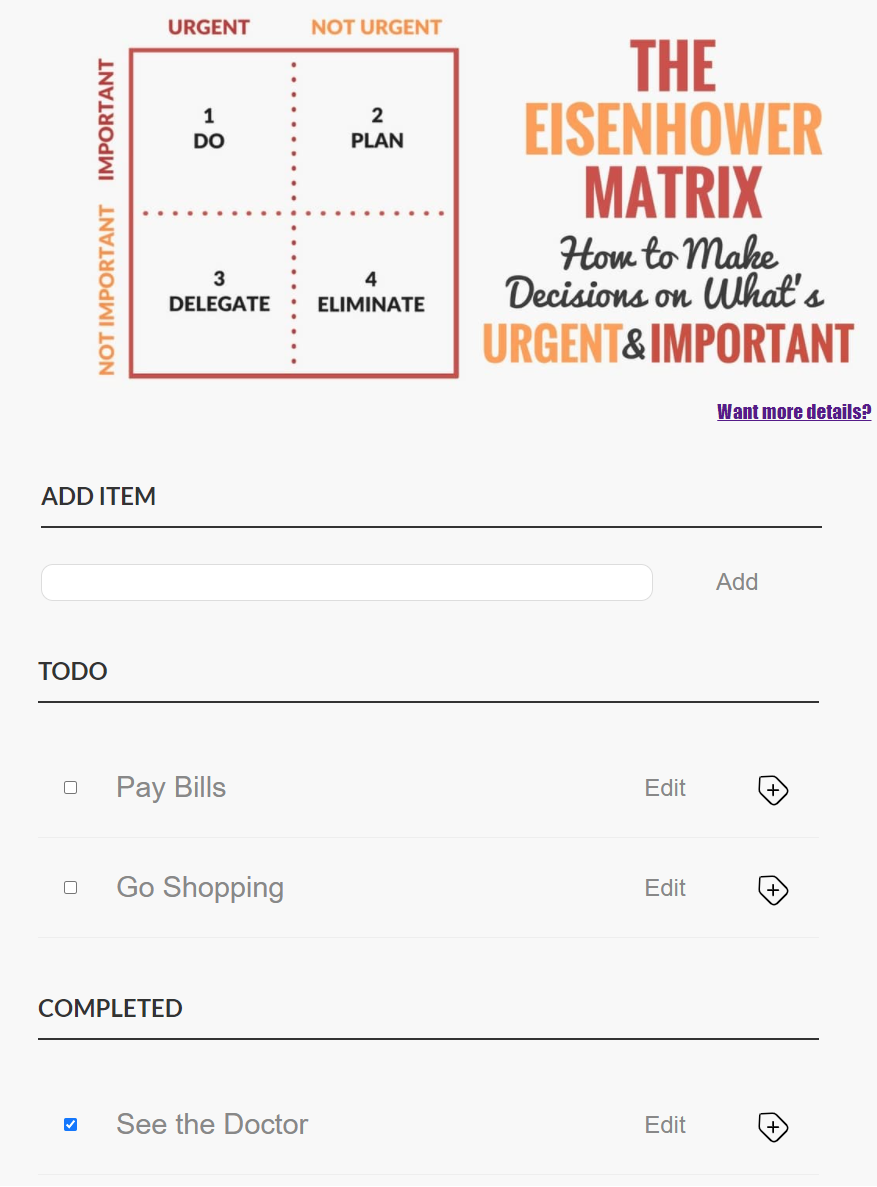 URGENT NOT URGENT
IMPORTANT
NOT IMPORTANT
1
DO
2
PLAN
3
DELEGATE
4
ELIMINATE
THE
EISENHOWER
MATRIX
How to Make
Decisions on What's
URGENT&IMPORTANT
Want more details?
ADD ITEM
Add
TODO
Pay Bills Edit
Go Shopping Edit
COMPLETED
See the Doctor Edit